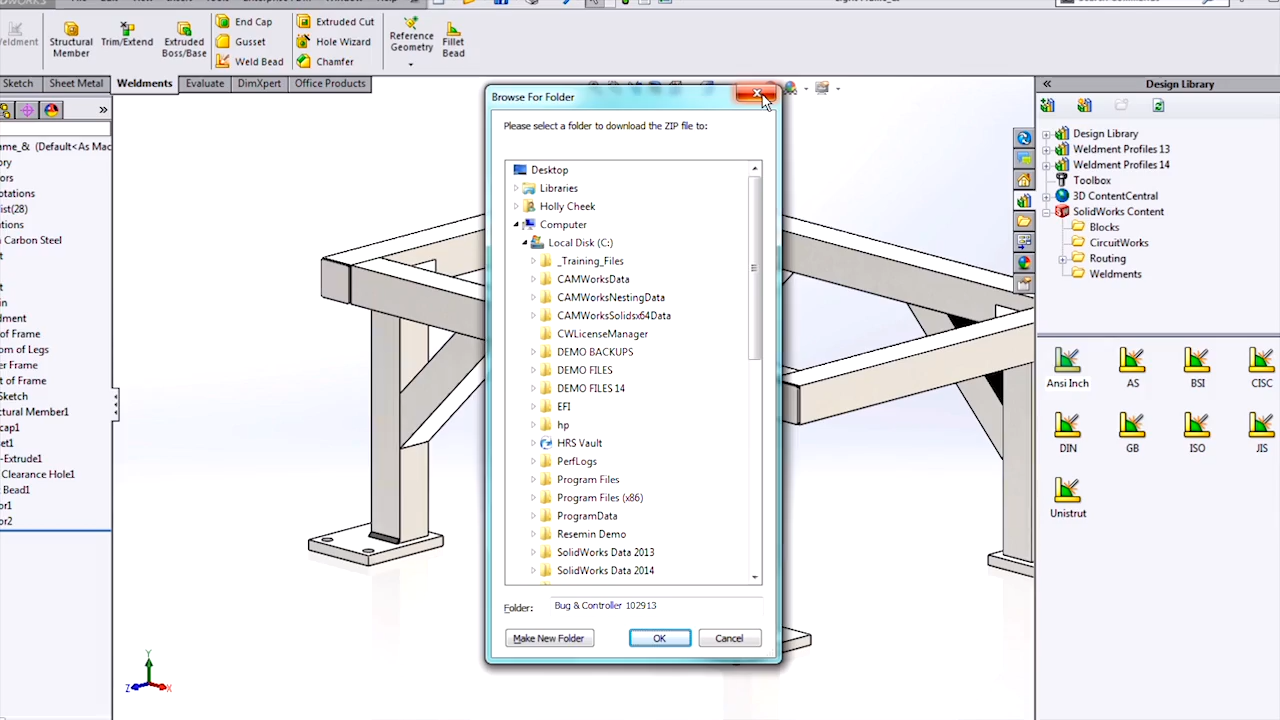 Structural
Member
Trim/Extend
Extruded
Boss/Base
End Cap
Gusset
Weld Bead
Extruded Cut
Hole Wizard
Chamfer
Reference
Geometry
Fillet
Bead
Sketch
Sheet Metal
Weldments
Evaluate
DimXpert
Office Products
(Default<As Mac
list(28)
Carbon Steel
of Frame
om of Legs
er Frame
t of Frame
Sketch
ctural Member1
cap1
et1
-Extrude1
Clearance Hole1
Bead1
or1
or2
Browse For Folder
Please select a folder to download the ZIP file to:
Desktop
Libraries
Holly Cheek
Computer
Local Disk (C:)
_Training_Files
CAMWorksData
CAMWorksNestingData
CAMWorksSolidsx64Data
CWLicenseManager
DEMO BACKUPS
DEMO FILES
DEMO FILES 14
EFI
hp
HRS Vault
PerfLogs
Program Files
Program Files (x86)
ProgramData
Resemin Demo
SolidWorks Data 2013
SolidWorks Data 2014
Folder: Bug & Controller 102913
Make New Folder
OK
Cancel
Design Library
Design Library
Weldment Profiles 13
Weldment Profiles 14
Toolbox
3D ContentCentral
SolidWorks Content
Blocks
CircuitWorks
Routing
Weldments
Ansi Inch
AS
BSI
CISC
DIN
GB
ISO
JIS
Unistrut
Y
Z
X